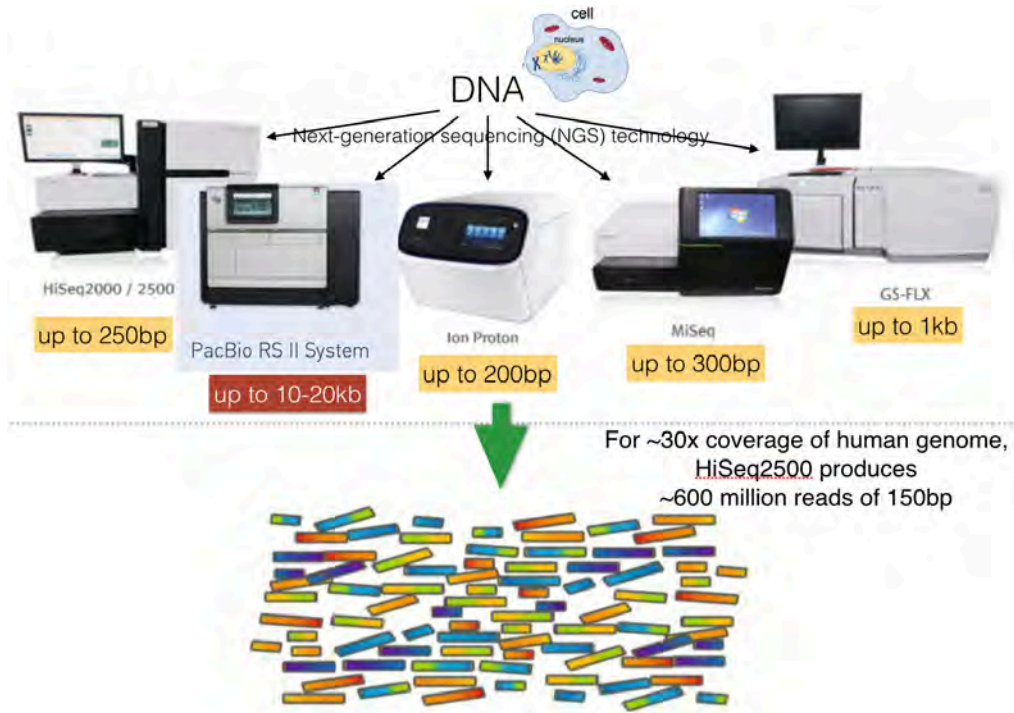 cell
nucleus
DNA
Next-generation sequencing (NGS) technology
HiSeq2000 / 2500
up to 250bp
PacBio RS II System
up to 10-20kb
Ion Proton
up to 200bp
MiSeq
up to 300bp
GS-FLX
up to 1kb
For ~30x coverage of human genome,
HiSeq2500 produces
~600 million reads of 150bp